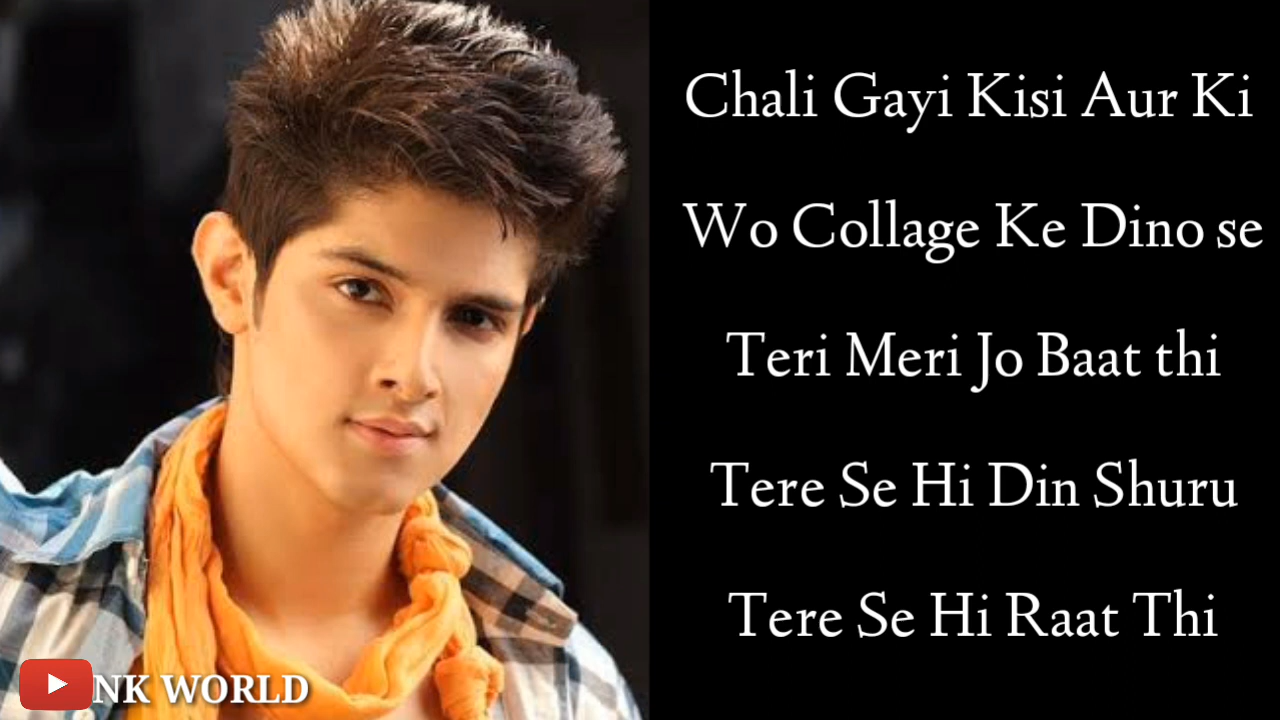 Chali Gayi Kisi Aur Ki
Wo Collage Ke Dino se
Teri Meri Jo Baat thi
Tere Se Hi Din Shuru
Tere Se Hi Raat Thi
NK WORLD